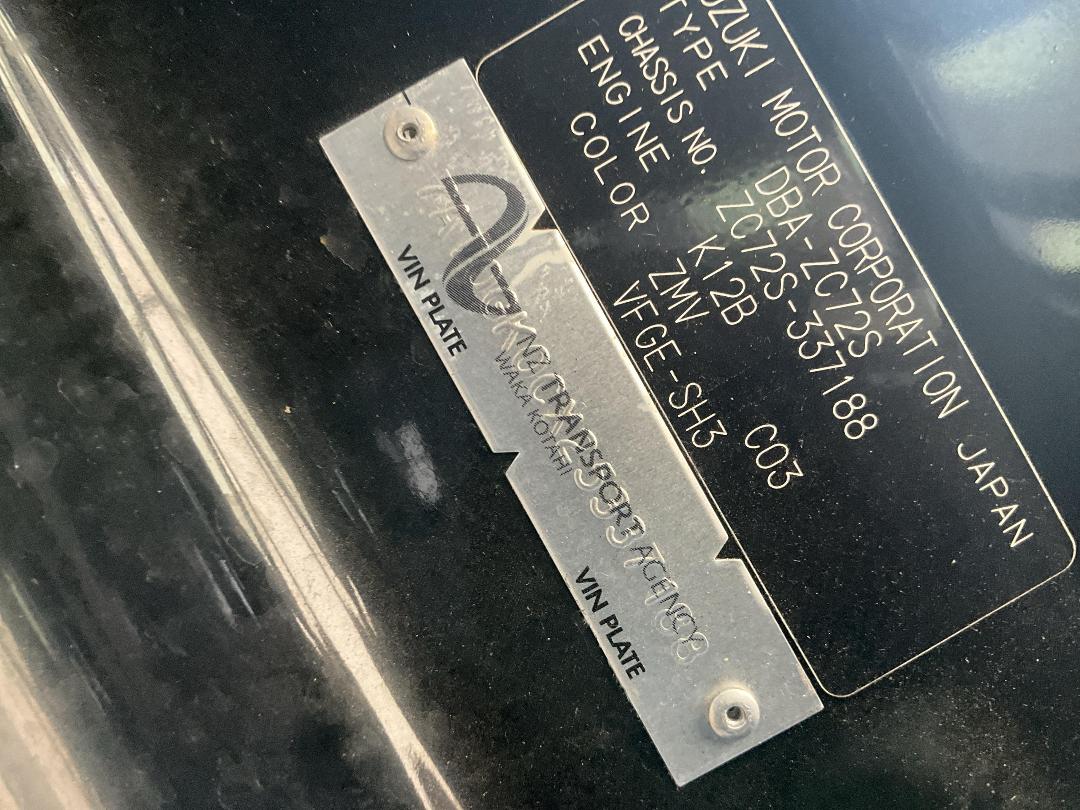 SUZUKI MOTOR CORPORATION JAPAN
TYPE DBA-ZC72S
CHASSIS NO. ZC72S-337188
ENGINE K12B
COLOR ZMV C03
VFGE-SH3
NZ TRANSPORT AGENCY
WAKA KOTAHI
VIN PLATE
VIN PLATE